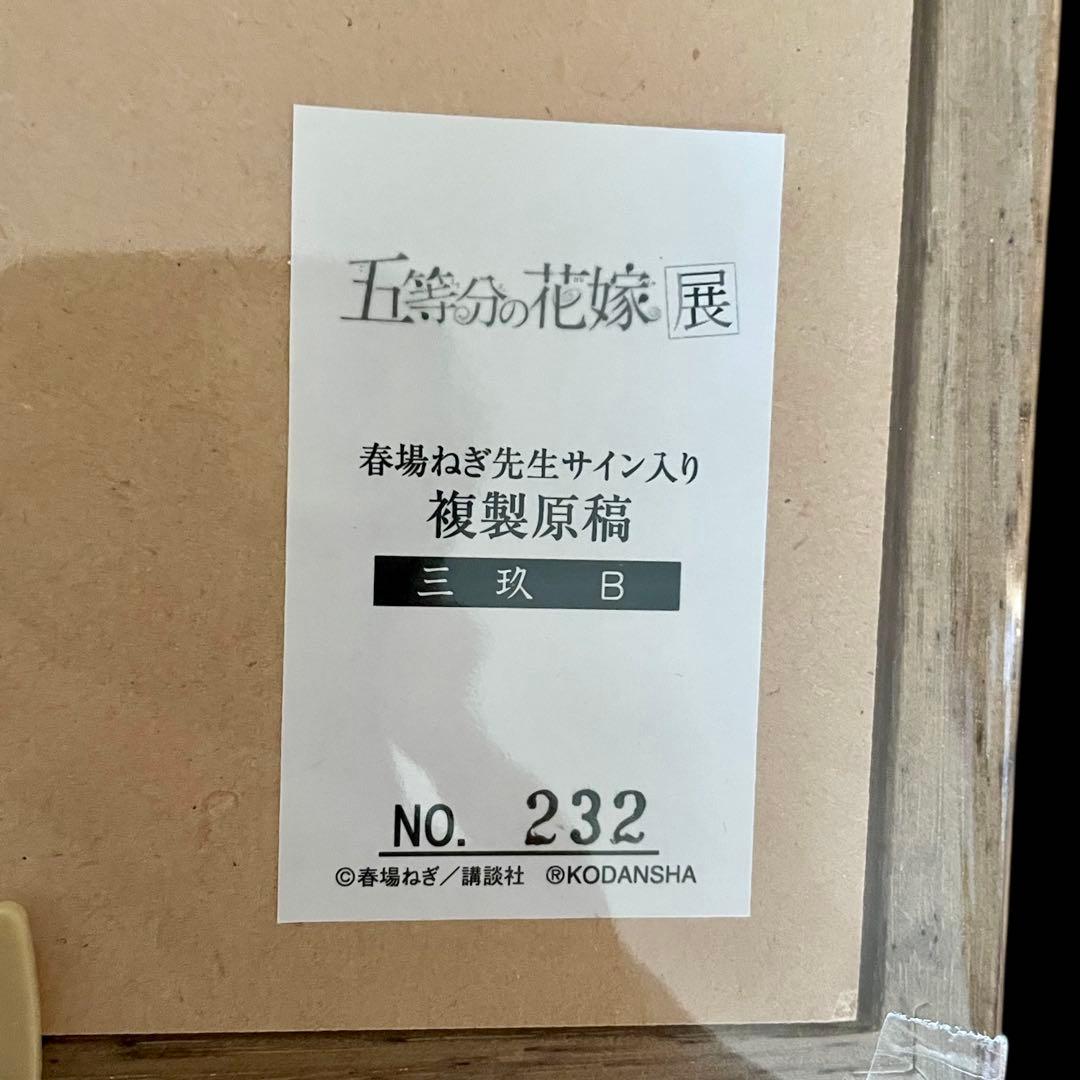 五等分の花嫁 展
春場ねぎ先生サイン入り
複製原稿
三 玖 B
NO. 232
©春場ねぎ／講談社 ®KODANSHA